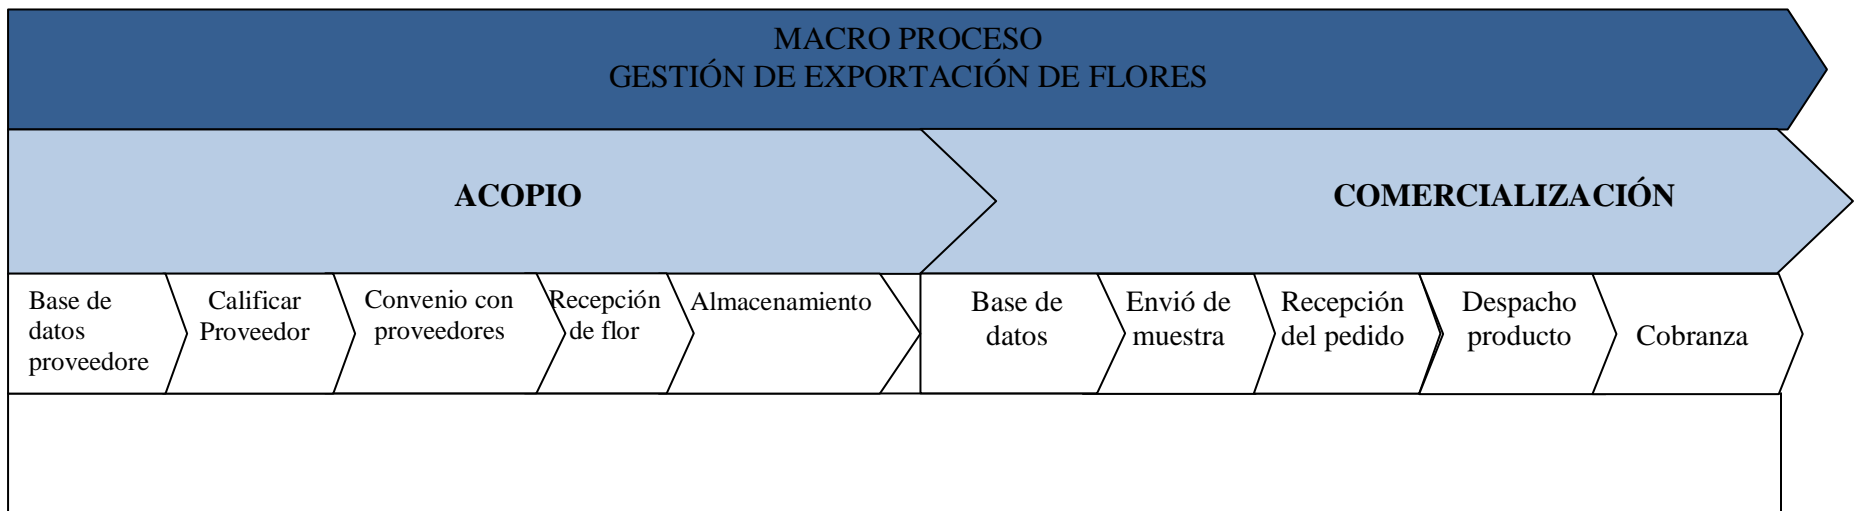 MACRO PROCESO
GESTIÓN DE EXPORTACIÓN DE FLORES
ACOPIO
COMERCIALIZACIÓN
Base de
datos
proveedore
Calificar
Proveedor
Convenio con
proveedores
Recepción
de flor
Almacenamiento
Base de
datos
Envió de
muestra
Recepción
del pedido
Despacho
producto
Cobranza